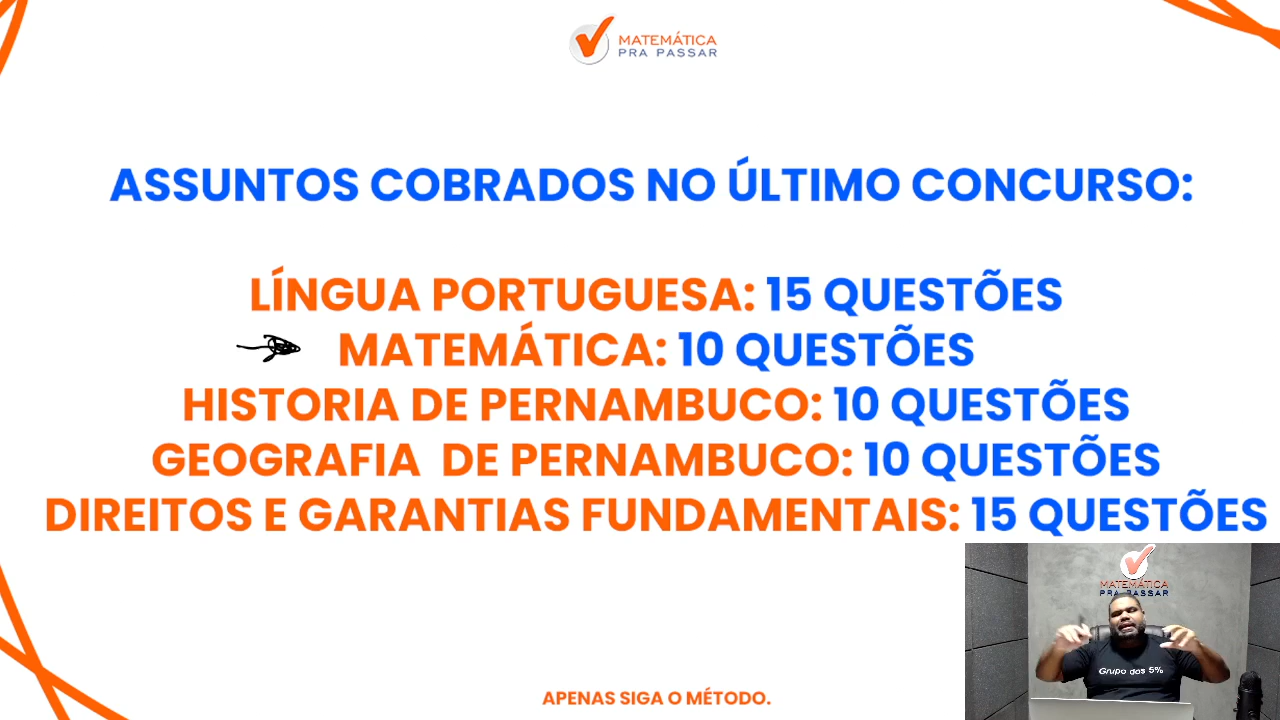 MATEMÁTICA
PRA PASSAR
ASSUNTOS COBRADOS NO ÚLTIMO CONCURSO:
LÍNGUA PORTUGUESA: 15 QUESTÕES
MATEMÁTICA: 10 QUESTÕES
HISTORIA DE PERNAMBUCO: 10 QUESTÕES
GEOGRAFIA DE PERNAMBUCO: 10 QUESTÕES
DIREITOS E GARANTIAS FUNDAMENTAIS: 15 QUESTÕES
MATEMÁTICA
PRA PASSAR
Grupo dos 5%
APENAS SIGA O MÉTODO.